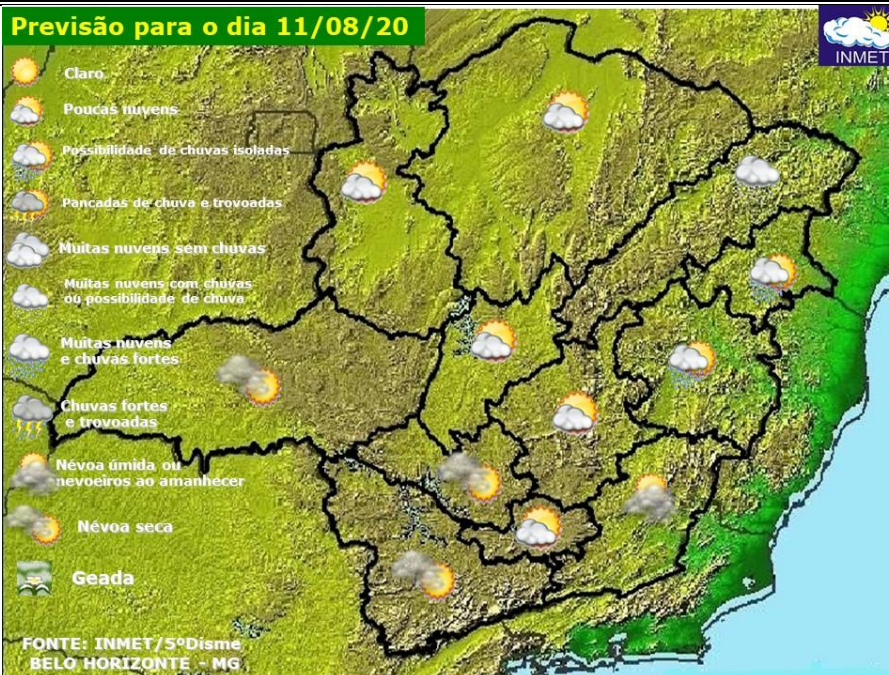 Previsão para o dia 11/08/20
INMET
Claro
Poucas nuvens
Possibilidade de chuvas isoladas
Pancadas de chuva e trovoadas
Muitas nuvens sem chuvas
Muitas nuvens com chuvas
ou possibilidade de chuva
Muitas nuvens
e chuvas fortes
Chuvas fortes
e trovoadas
Névoa úmida ou
nevoeiros ao amanhecer
Névoa seca
Geada
FONTE: INMET/5ºDisme
BELO HORIZONTE - MG